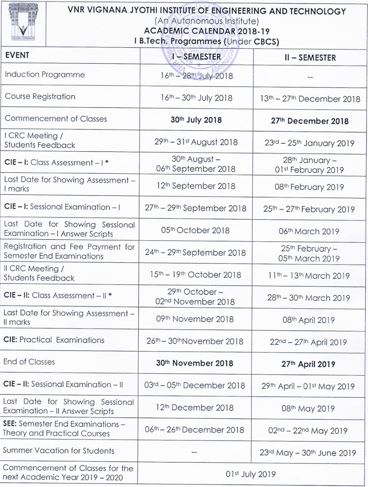 VNR VIGNANA JYOTHI INSTITUTE OF ENGINEERING AND TECHNOLOGY
(An Autonomous Institute)
ACADEMIC CALENDAR 2018-19
I B.Tech. Programmes (Under CBCS)
EVENT I – SEMESTER II – SEMESTER
Induction Programme 16th – 28th July 2018 --
Course Registration 16th – 30th July 2018 13th – 27th December 2018
Commencement of Classes 30th July 2018 27th December 2018
I CRC Meeting /
Students Feedback 29th – 31st August 2018 23rd – 25th January 2019
CIE – I: Class Assessment – I * 30th August –
06th September 2018 28th January –
01st February 2019
Last Date for Showing Assessment –
I marks 12th September 2018 08th February 2019
CIE – I: Sessional Examination – I 27th – 29th September 2018 25th – 27th February 2019
Last Date for Showing Sessional
Examination – I Answer Scripts 05th October 2018 06th March 2019
Registration and Fee Payment for
Semester End Examinations 24th – 29th September 2018 25th February –
05th March 2019
II CRC Meeting /
Students Feedback 15th – 19th October 2018 11th – 13th March 2019
CIE – II: Class Assessment – II * 29th October –
02nd November 2018 28th – 30th March 2019
Last Date for Showing Assessment –
II marks 09th November 2018 08th April 2019
CIE: Practical Examinations 26th – 30th November 2018 22nd – 27th April 2019
End of Classes 30th November 2018 27th April 2019
CIE – II: Sessional Examination – II 03rd – 05th December 2018 29th April – 01st May 2019
Last Date for Showing Sessional
Examination – II Answer Scripts 12th December 2018 08th May 2019
SEE: Semester End Examinations –
Theory and Practical Courses 06th – 26th December 2018 02nd – 22nd May 2019
Summer Vacation for Students -- 23rd May – 30th June 2019
Commencement of Classes for the
next Academic Year 2019 – 2020 01st July 2019